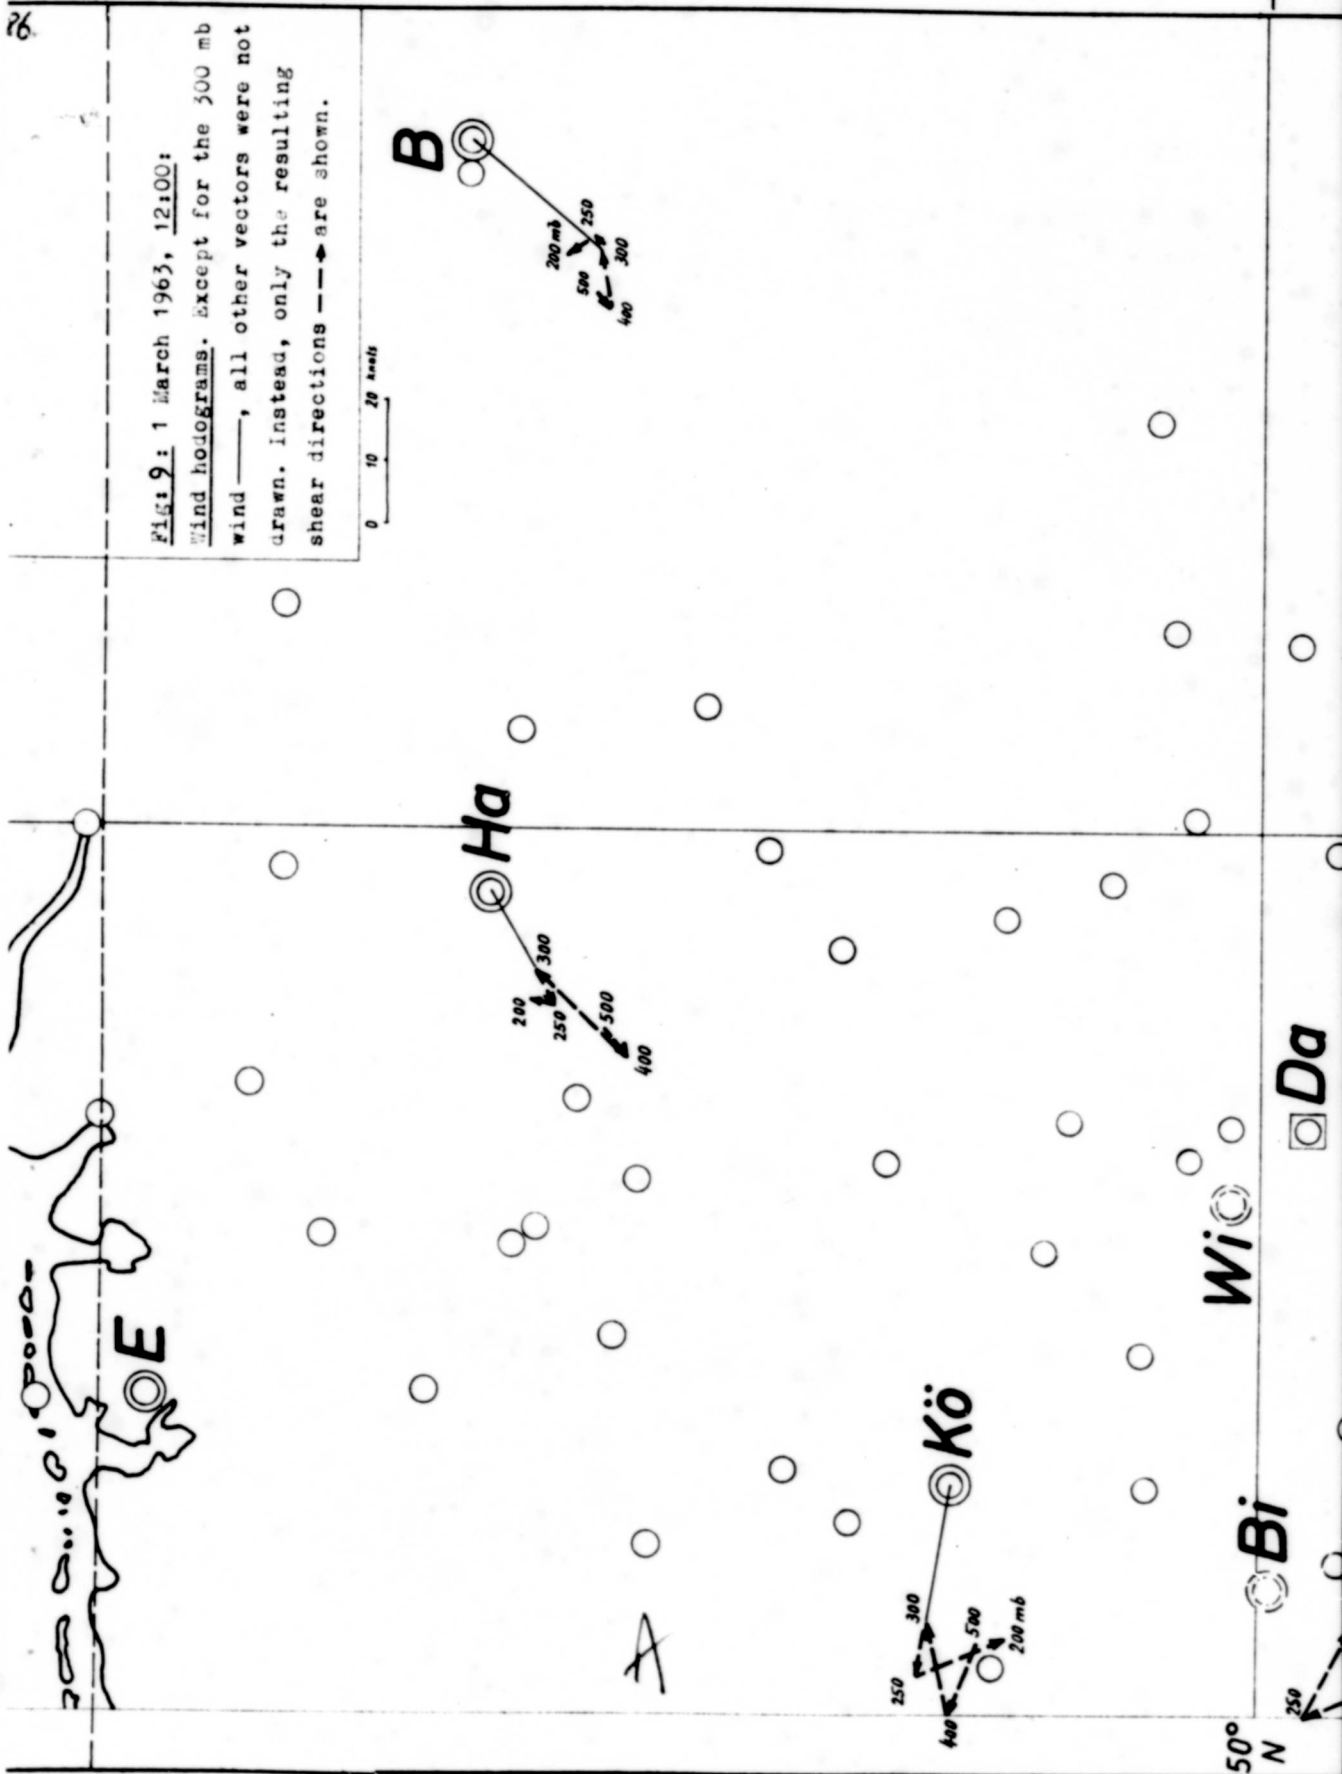 86
Fig: 9: 1 March 1963, 12:00:
Wind hodograms. Except for the 300 mb
wind ———, all other vectors were not
drawn. Instead, only the resulting
shear directions ---→ are shown.
0 10 20 knots
B
200 mb
250
300
500
400
Ha
300
200
250
500
400
E
Kö
300
250
500
200 mb
400
Wi
Da
Bi
250
50°
N
A